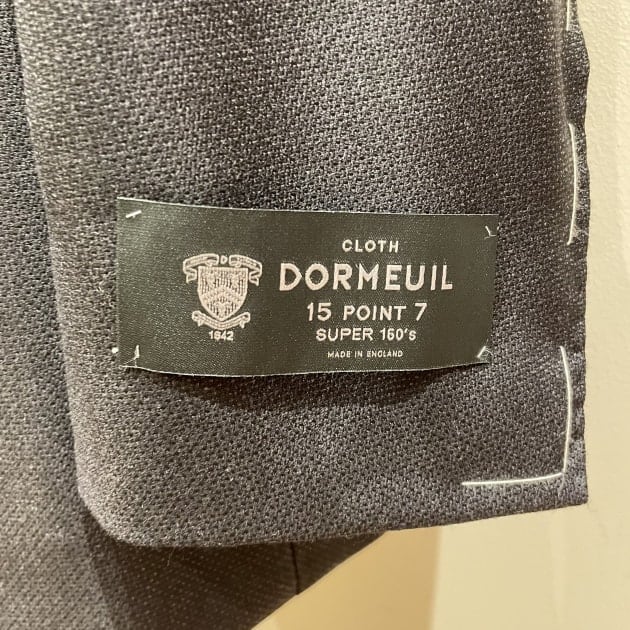 CLOTH
DORMEUIL
15 POINT 7
SUPER 160's
MADE IN ENGLAND
1842